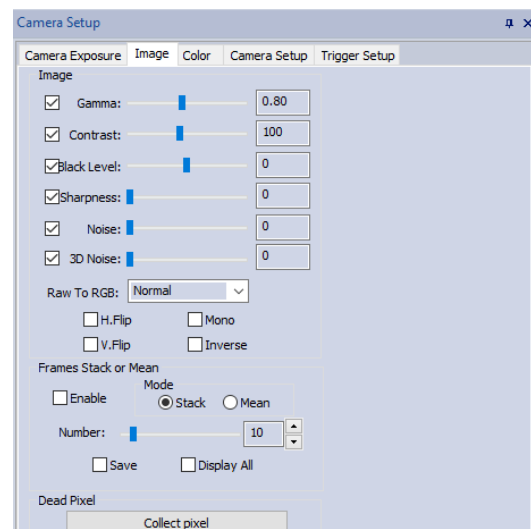 Camera Setup
Camera Exposure Image Color Camera Setup Trigger Setup
Image
Gamma: 0.80
Contrast: 100
Black Level: 0
Sharpness: 0
Noise: 0
3D Noise: 0
Raw To RGB: Normal
H.Flip Mono
V.Flip Inverse
Frames Stack or Mean
Mode
Enable Stack Mean
Number: 10
Save Display All
Dead Pixel
Collect pixel